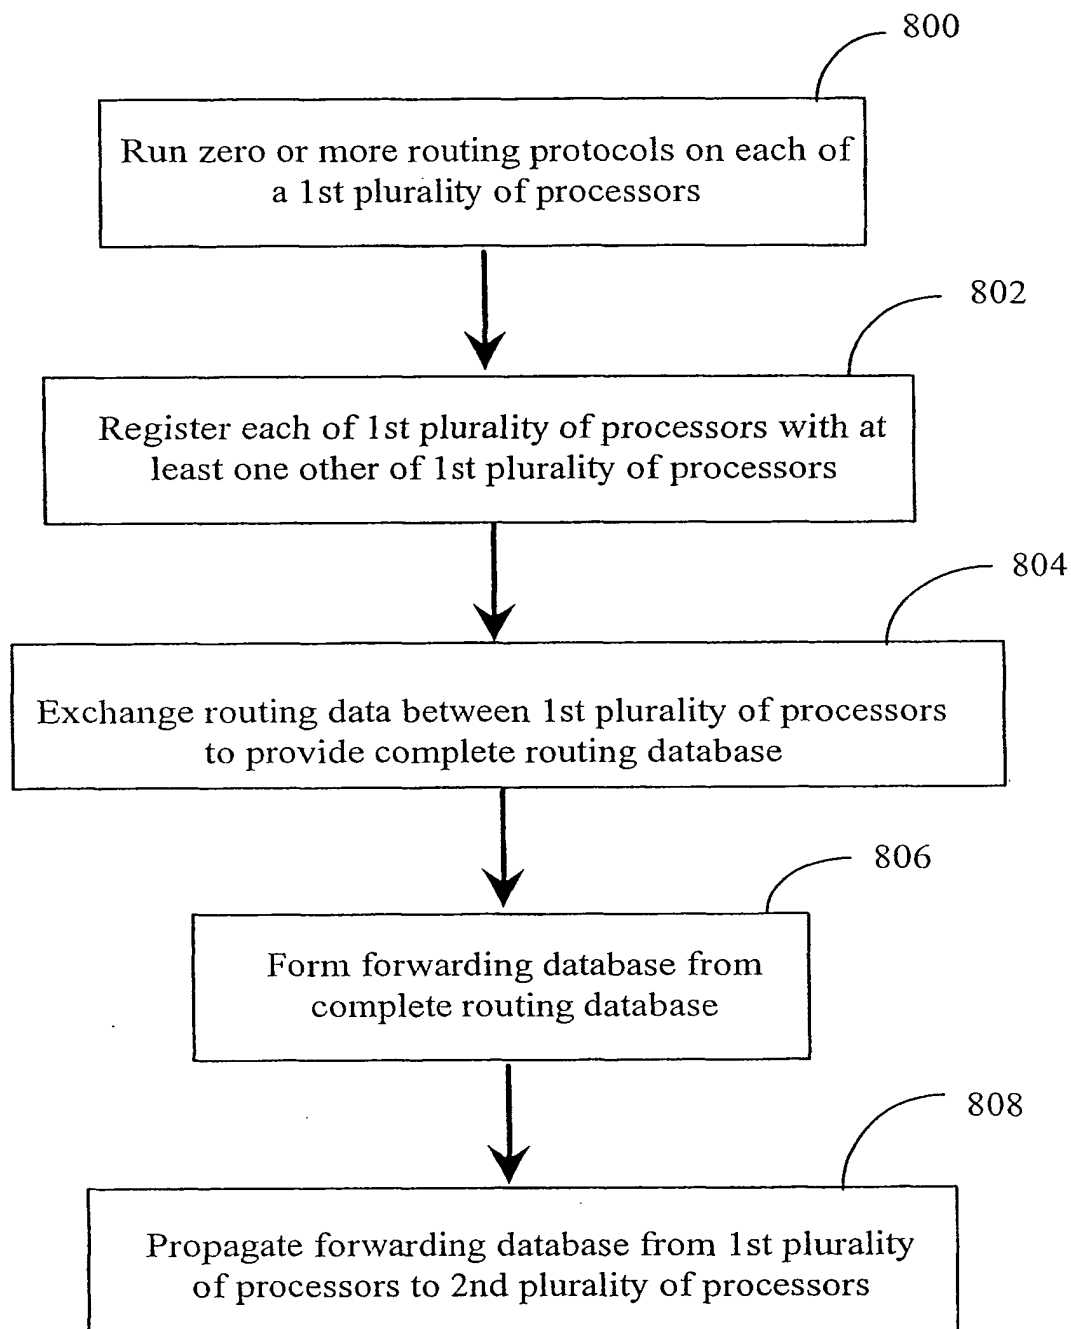 800
Run zero or more routing protocols on each of
a 1st plurality of processors
802
Register each of 1st plurality of processors with at
least one other of 1st plurality of processors
804
Exchange routing data between 1st plurality of processors
to provide complete routing database
806
Form forwarding database from
complete routing database
808
Propagate forwarding database from 1st plurality
of processors to 2nd plurality of processors